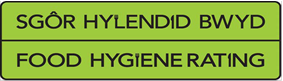 SGÔR HYLENDID BWYD
FOOD HYGIENE RATING